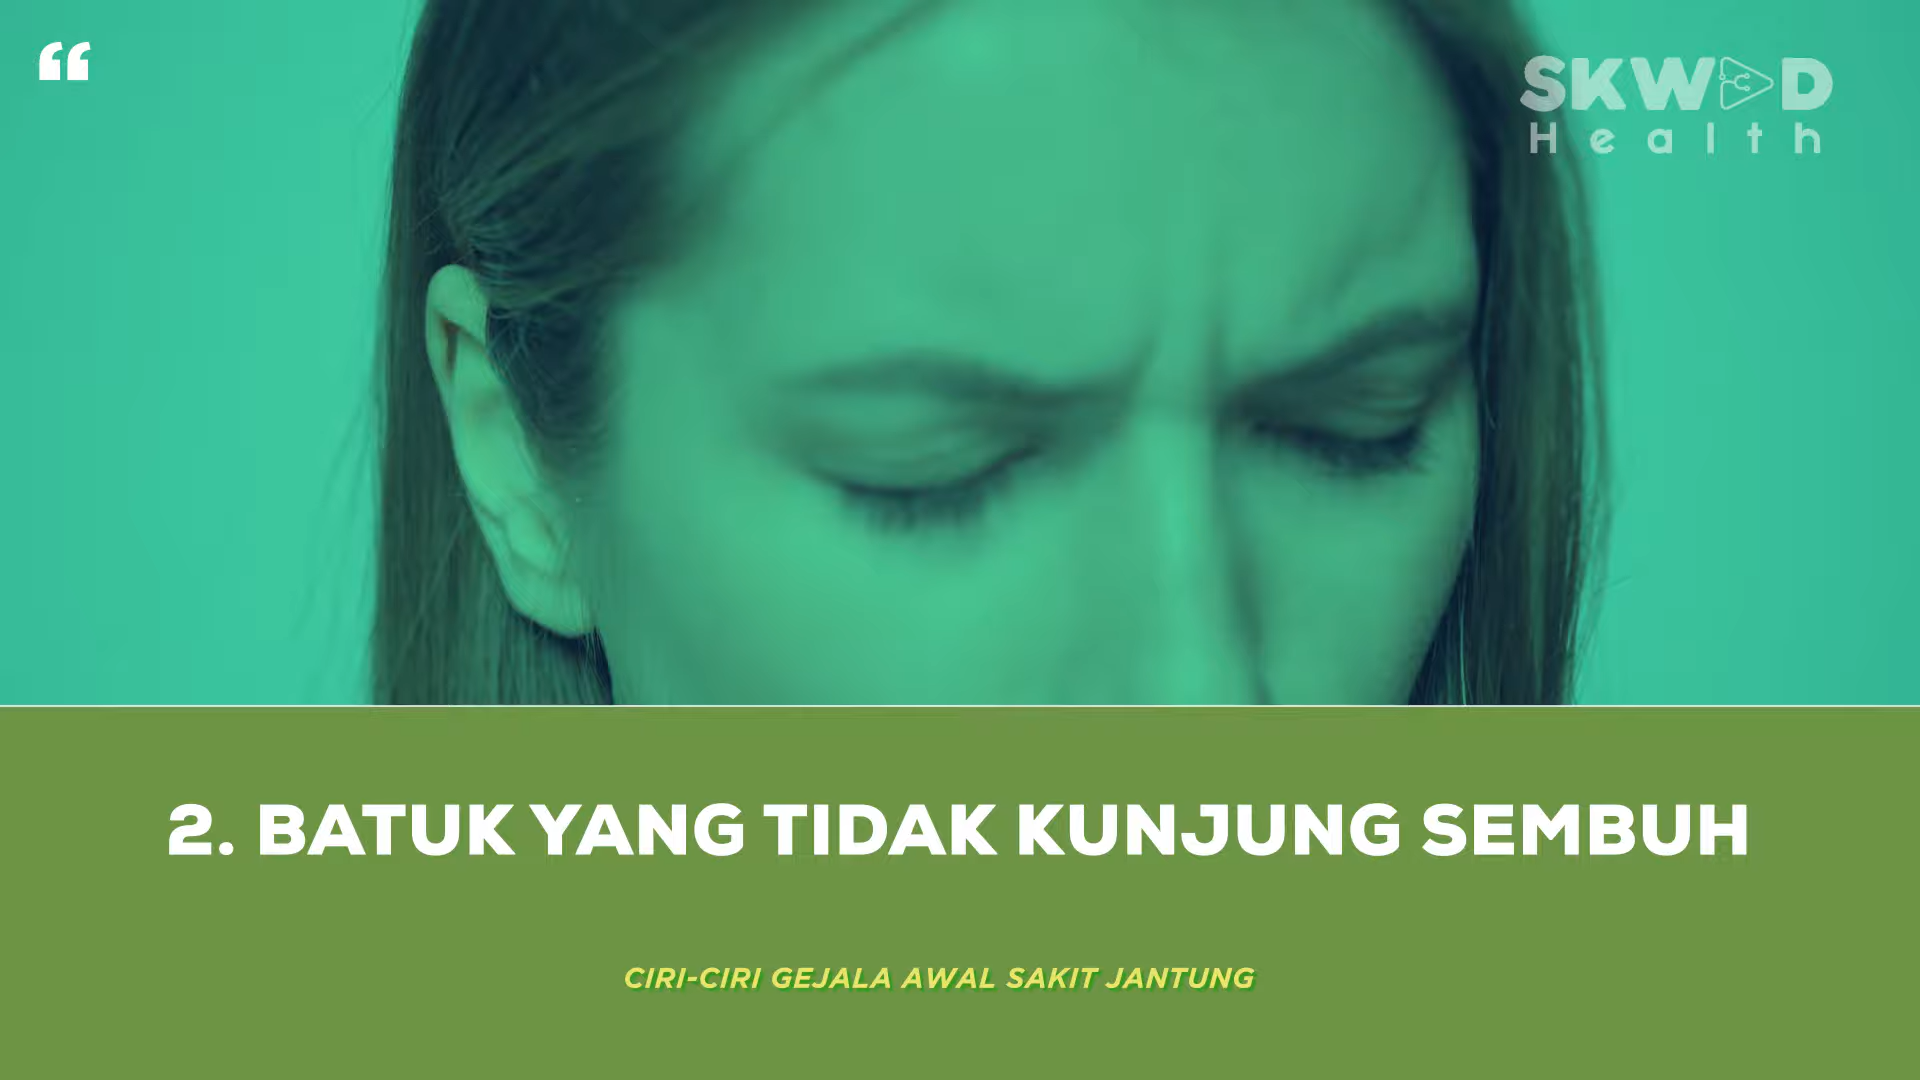 “
SKWAD
Health
2. BATUK YANG TIDAK KUNJUNG SEMBUH
CIRI-CIRI GEJALA AWAL SAKIT JANTUNG